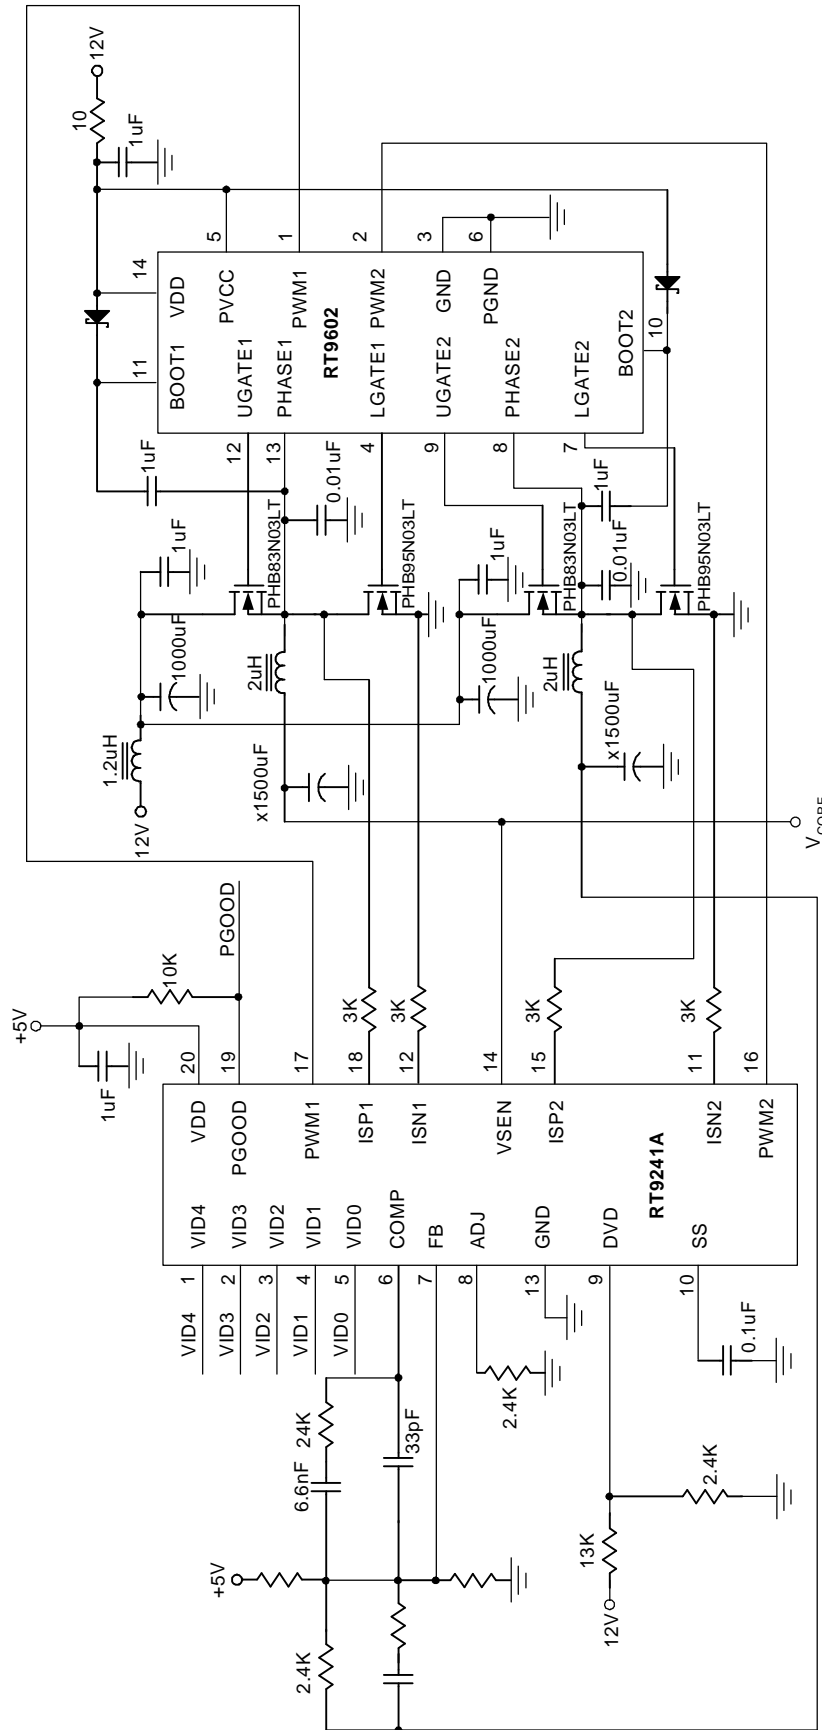 12V
10
1uF
14
VDD
11
BOOT1
5
PVCC
1
PWM1
2
PWM2
3
GND
6
PGND
RT9602
UGATE1
12
PHASE1
13
LGATE1
4
UGATE2
9
PHASE2
8
LGATE2
7
BOOT2
10
1uF
0.01uF
1uF
0.01uF
PHB83N03LT
PHB95N03LT
PHB83N03LT
PHB95N03LT
1uF
1000uF
1uF
1000uF
1.2uH
12V
2uH
x1500uF
2uH
x1500uF
VCORE
+5V
1uF
10K
PGOOD
3K
3K
3K
3K
20
VDD
19
PGOOD
17
PWM1
18
ISP1
12
ISN1
14
VSEN
15
ISP2
11
ISN2
16
PWM2
RT9241A
VID4
1
VID4
VID3
2
VID3
VID2
3
VID2
VID1
4
VID1
VID0
5
VID0
COMP
6
FB
7
ADJ
8
GND
13
DVD
9
SS
10
24K
6.6nF
33pF
2.4K
0.1uF
2.4K
13K
12V
+5V
2.4K